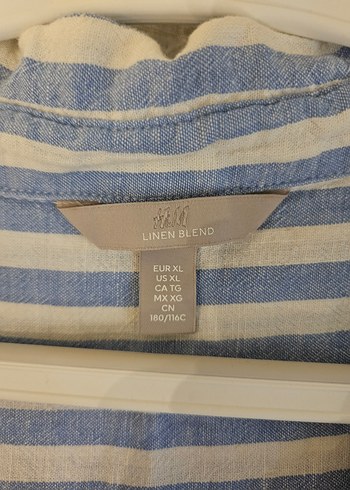 H&M
LINEN BLEND
EUR XL
US XL
CA TG
MX XG
CN
180/116C